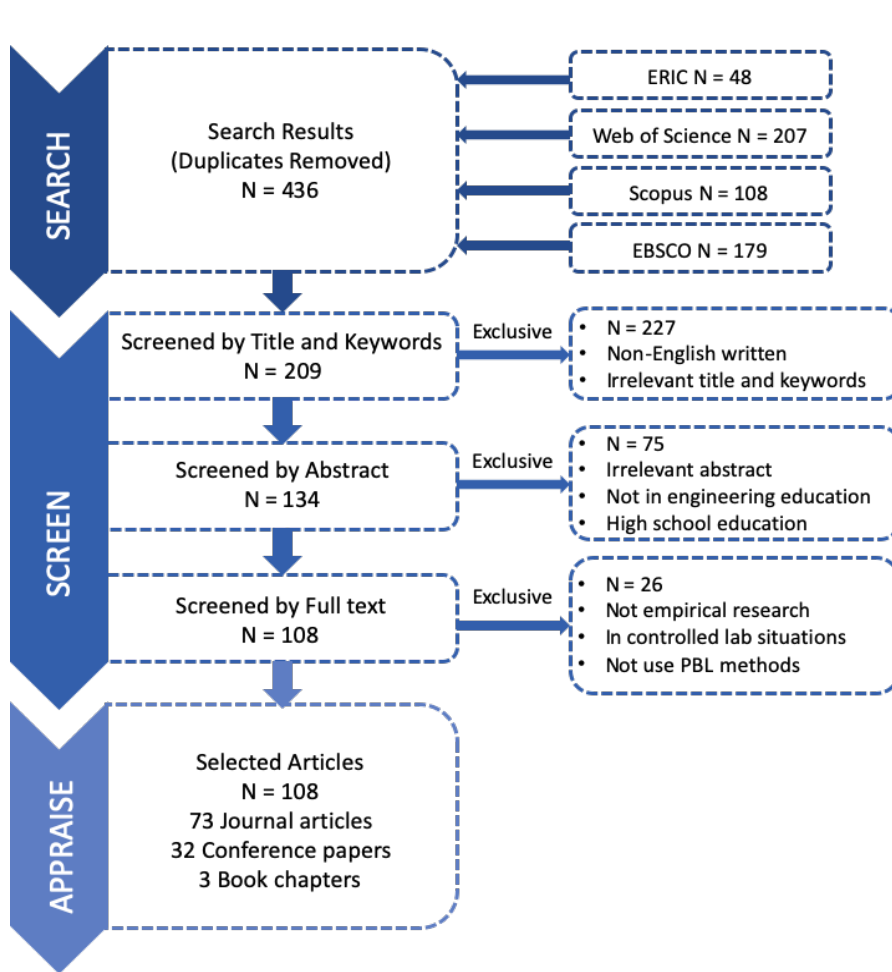 SEARCH
Search Results
(Duplicates Removed)
N = 436
ERIC N = 48
Web of Science N = 207
Scopus N = 108
EBSCO N = 179
SCREEN
Screened by Title and Keywords
N = 209
Exclusive
• N = 227
• Non-English written
• Irrelevant title and keywords
Screened by Abstract
N = 134
Exclusive
• N = 75
• Irrelevant abstract
• Not in engineering education
• High school education
Screened by Full text
N = 108
Exclusive
• N = 26
• Not empirical research
• In controlled lab situations
• Not use PBL methods
APPRAISE
Selected Articles
N = 108
73 Journal articles
32 Conference papers
3 Book chapters